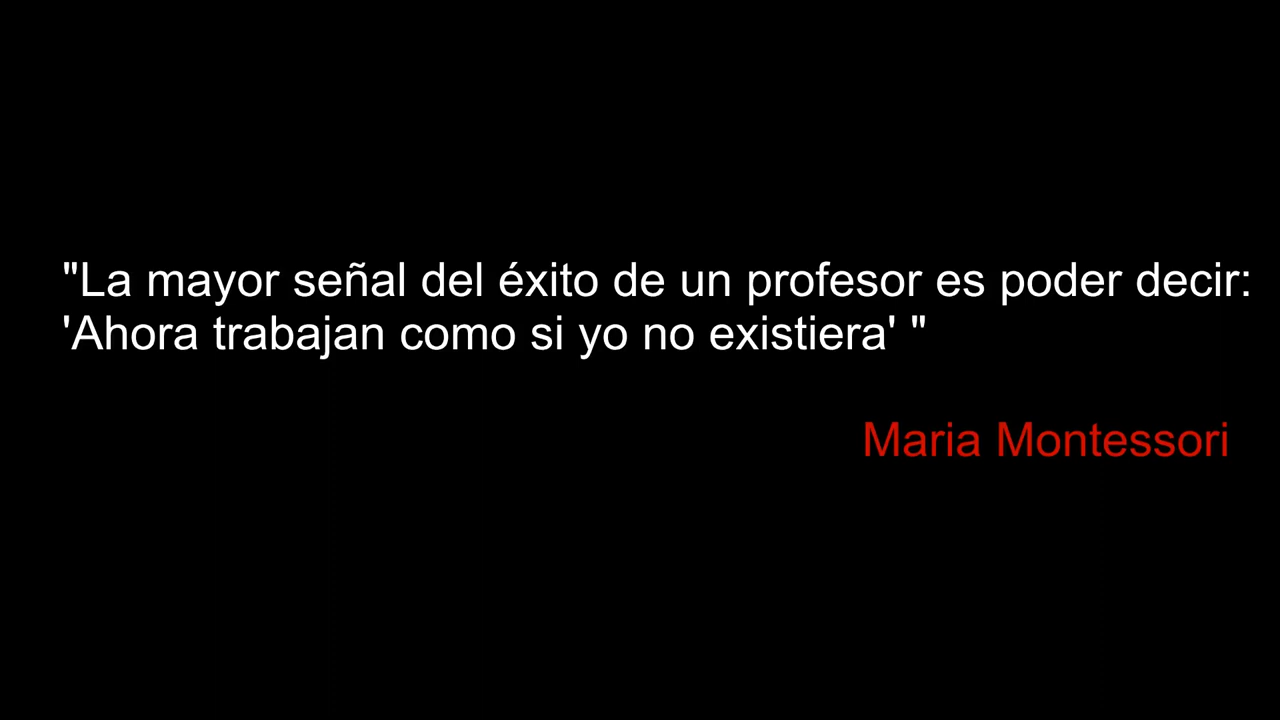 "La mayor señal del éxito de un profesor es poder decir:
'Ahora trabajan como si yo no existiera' "
Maria Montessori